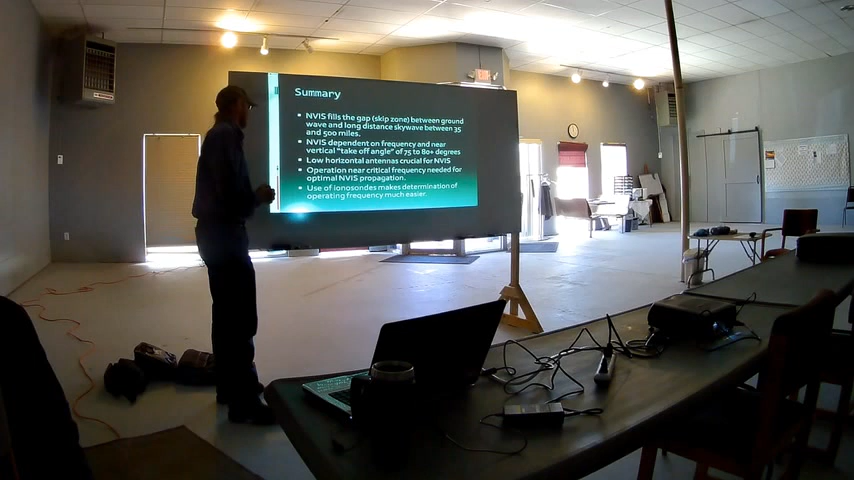 EXIT
Summary
▪ NVIS fills the gap (skip zone) between ground
wave and long distance skywave between 35
and 500 miles.
▪ NVIS dependent on frequency and near
vertical "take off angle" of 75 to 80+ degrees
▪ Low horizontal antennas crucial for NVIS
▪ Operation near critical frequency needed for
optimal NVIS propagation.
▪ Use of ionosondes makes determination of
operating frequency much easier.